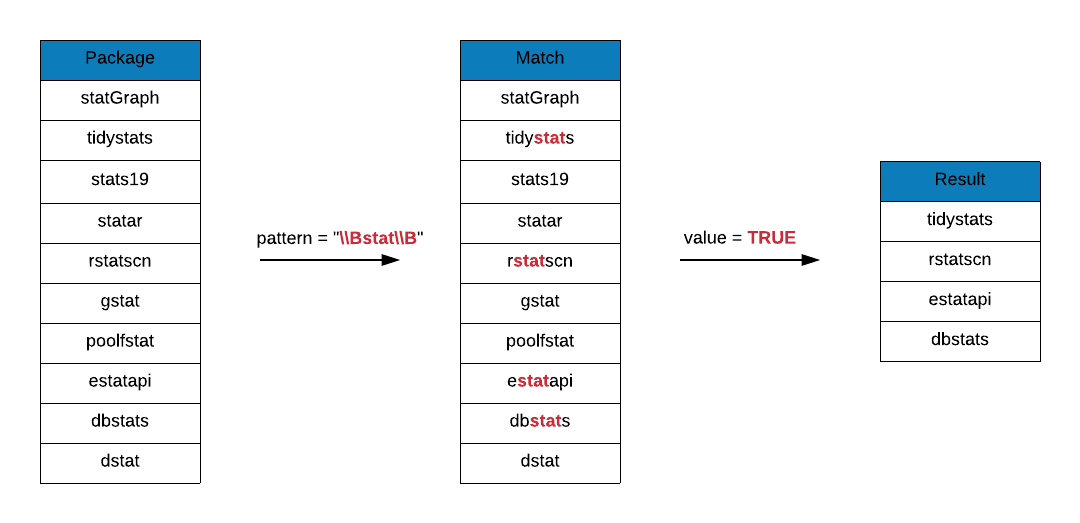 Package
statGraph
tidystats
stats19
statar
rstatscn
gstat
poolfstat
estatapi
dbstats
dstat
pattern = "\\Bstat\\B"
Match
statGraph
tidystats
stats19
statar
rstatscn
gstat
poolfstat
estatapi
dbstats
dstat
value = TRUE
Result
tidystats
rstatscn
estatapi
dbstats